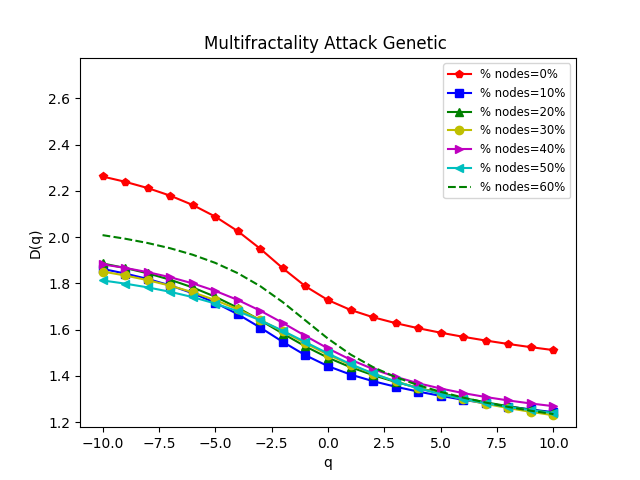 Multifractality Attack Genetic
% nodes=0%
% nodes=10%
% nodes=20%
% nodes=30%
% nodes=40%
% nodes=50%
% nodes=60%
D(q)
2.6
2.4
2.2
2.0
1.8
1.6
1.4
1.2
−10.0 −7.5 −5.0 −2.5 0.0 2.5 5.0 7.5 10.0
q